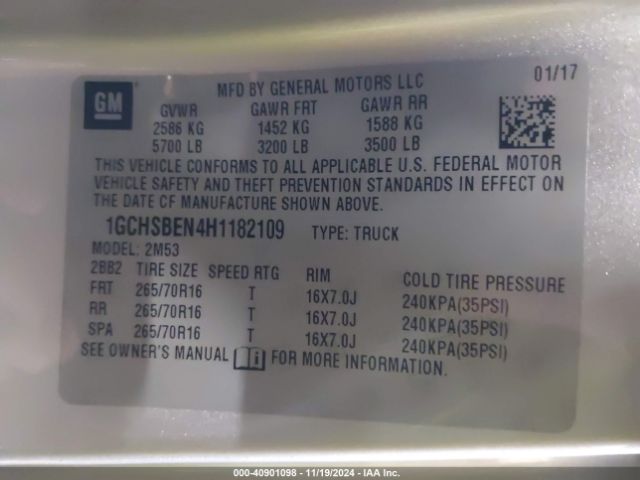 GM
MFD BY GENERAL MOTORS LLC
01/17
GVWR GAWR FRT GAWR RR
2586 KG 1452 KG 1588 KG
5700 LB 3200 LB 3500 LB
THIS VEHICLE CONFORMS TO ALL APPLICABLE U.S. FEDERAL MOTOR
VEHICLE SAFETY AND THEFT PREVENTION STANDARDS IN EFFECT ON
THE DATE OF MANUFACTURE SHOWN ABOVE.
1GCHSBEN4H1182109 TYPE: TRUCK
MODEL: 2M53
2BB2 TIRE SIZE SPEED RTG RIM COLD TIRE PRESSURE
FRT 265/70R16 T 16X7.0J 240KPA(35PSI)
RR 265/70R16 T 16X7.0J 240KPA(35PSI)
SPA 265/70R16 T 16X7.0J 240KPA(35PSI)
SEE OWNER'S MANUAL i FOR MORE INFORMATION.
000-40901098 - 11/19/2024 - IAA Inc.